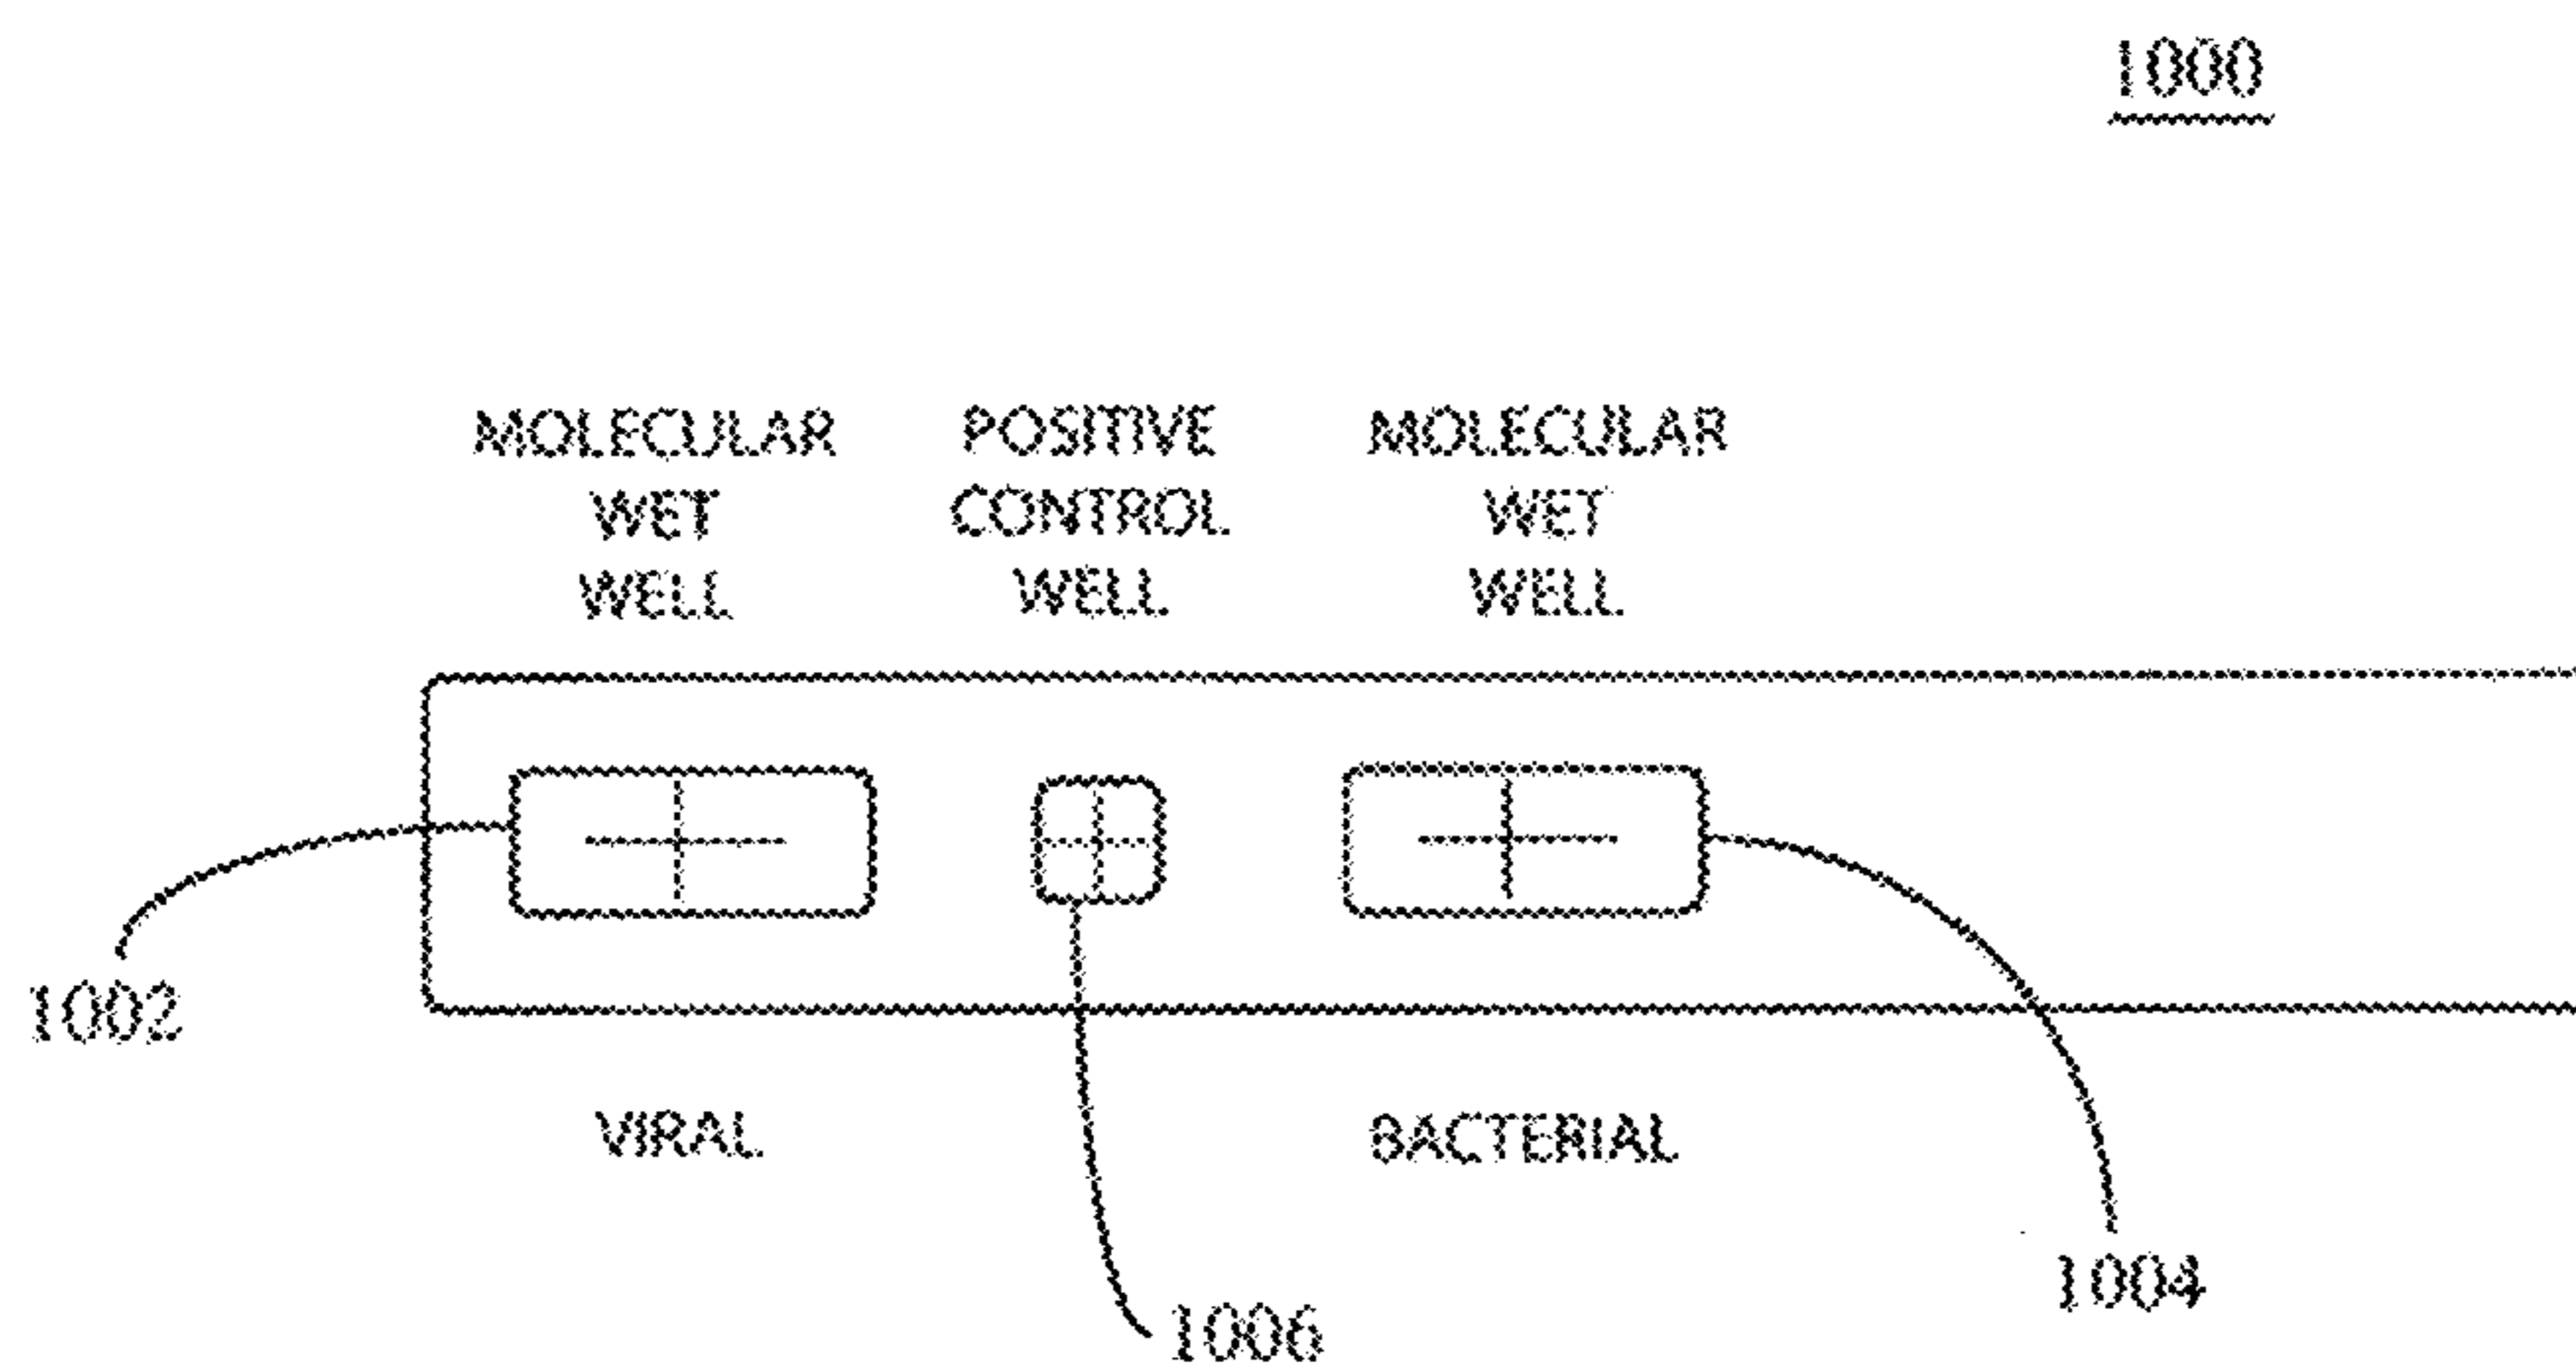 1000
MOLECULAR
WET
WELL
POSITIVE
CONTROL
WELL
MOLECULAR
WET
WELL
1002
VIRAL
BACTERIAL
1004
1006